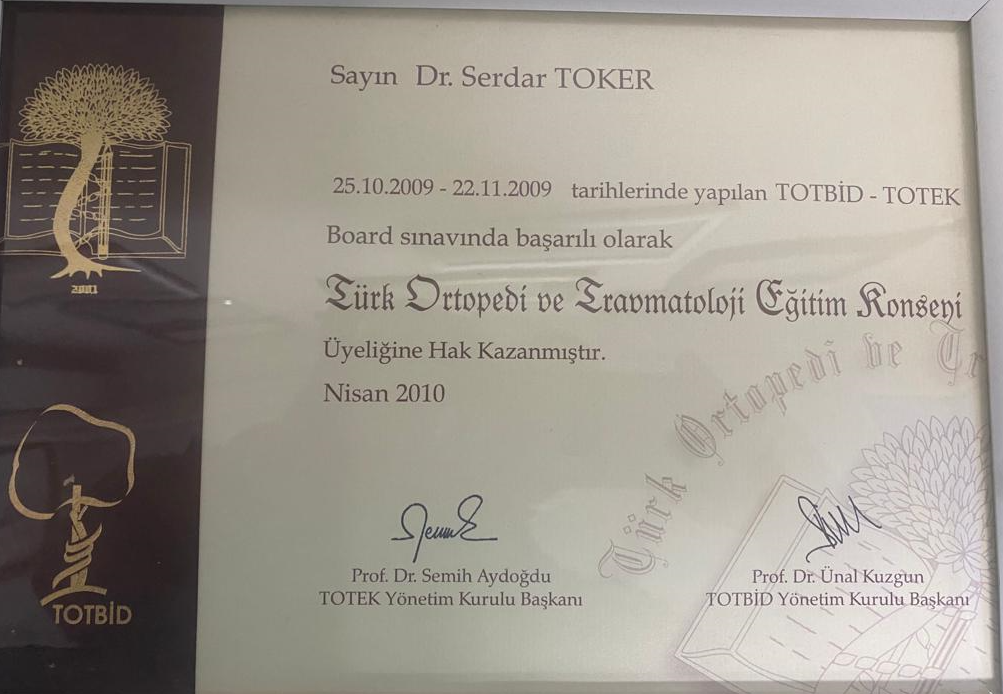 Sayın Dr. Serdar TOKER
25.10.2009 - 22.11.2009 tarihlerinde yapılan TOTBİD - TOTEK
Board sınavında başarılı olarak
Türk Ortopedi ve Travmatoloji Eğitim Konseyi
Üyeliğine Hak Kazanmıştır.
Nisan 2010
Türk Ortopedi ve Tr
Prof. Dr. Semih Aydoğdu
TOTEK Yönetim Kurulu Başkanı
Prof. Dr. Ünal Kuzgun
TOTBİD Yönetim Kurulu Başkanı
2001
TOTBİD